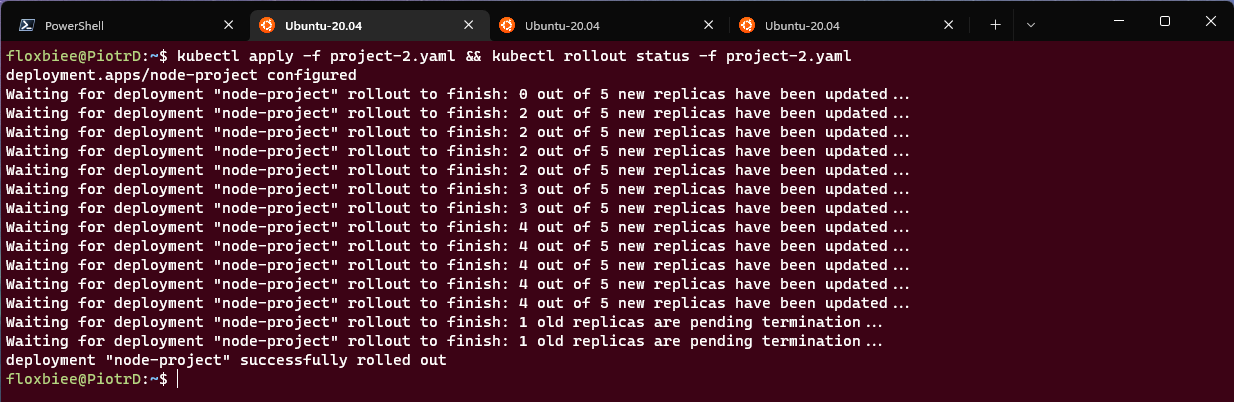 PowerShell Ubuntu-20.04 Ubuntu-20.04 Ubuntu-20.04
floxbiee@PiotrD:~$ kubectl apply -f project-2.yaml && kubectl rollout status -f project-2.yaml
deployment.apps/node-project configured
Waiting for deployment "node-project" rollout to finish: 0 out of 5 new replicas have been updated...
Waiting for deployment "node-project" rollout to finish: 2 out of 5 new replicas have been updated...
Waiting for deployment "node-project" rollout to finish: 2 out of 5 new replicas have been updated...
Waiting for deployment "node-project" rollout to finish: 2 out of 5 new replicas have been updated...
Waiting for deployment "node-project" rollout to finish: 2 out of 5 new replicas have been updated...
Waiting for deployment "node-project" rollout to finish: 3 out of 5 new replicas have been updated...
Waiting for deployment "node-project" rollout to finish: 3 out of 5 new replicas have been updated...
Waiting for deployment "node-project" rollout to finish: 4 out of 5 new replicas have been updated...
Waiting for deployment "node-project" rollout to finish: 4 out of 5 new replicas have been updated...
Waiting for deployment "node-project" rollout to finish: 4 out of 5 new replicas have been updated...
Waiting for deployment "node-project" rollout to finish: 4 out of 5 new replicas have been updated...
Waiting for deployment "node-project" rollout to finish: 4 out of 5 new replicas have been updated...
Waiting for deployment "node-project" rollout to finish: 1 old replicas are pending termination...
Waiting for deployment "node-project" rollout to finish: 1 old replicas are pending termination...
deployment "node-project" successfully rolled out
floxbiee@PiotrD:~$